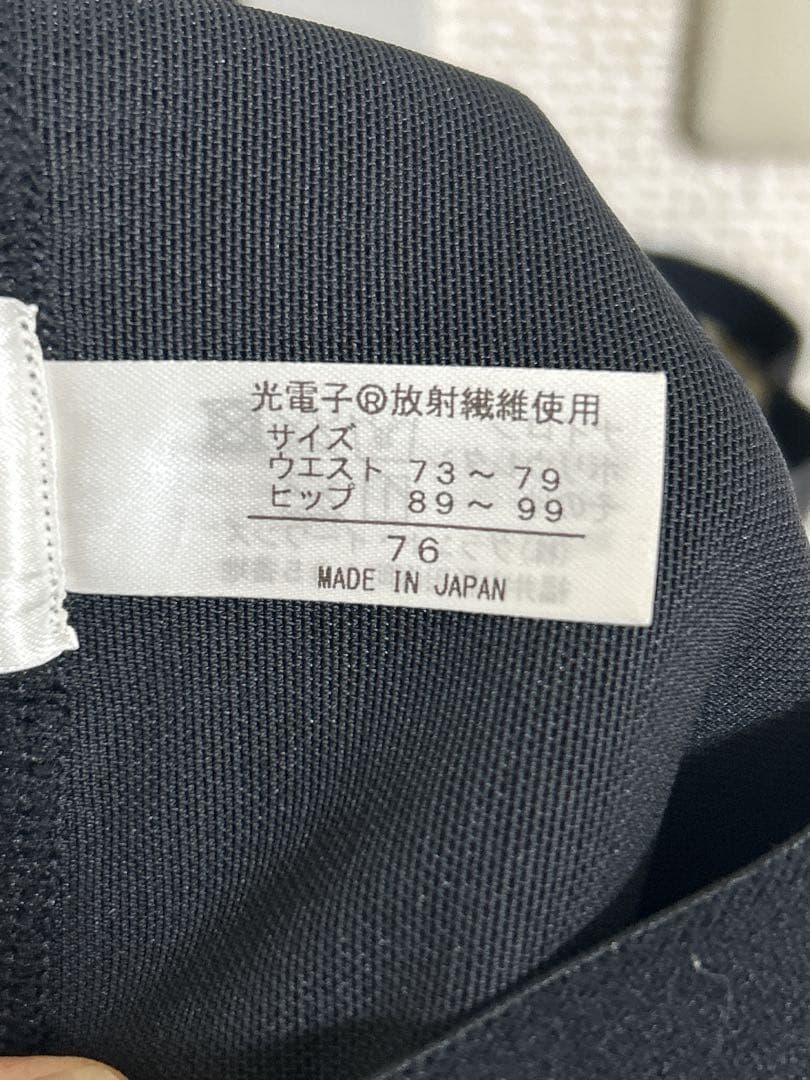 光電子®放射繊維使用
サイズ
ウエスト 73～79
ヒップ 89～99
76
MADE IN JAPAN